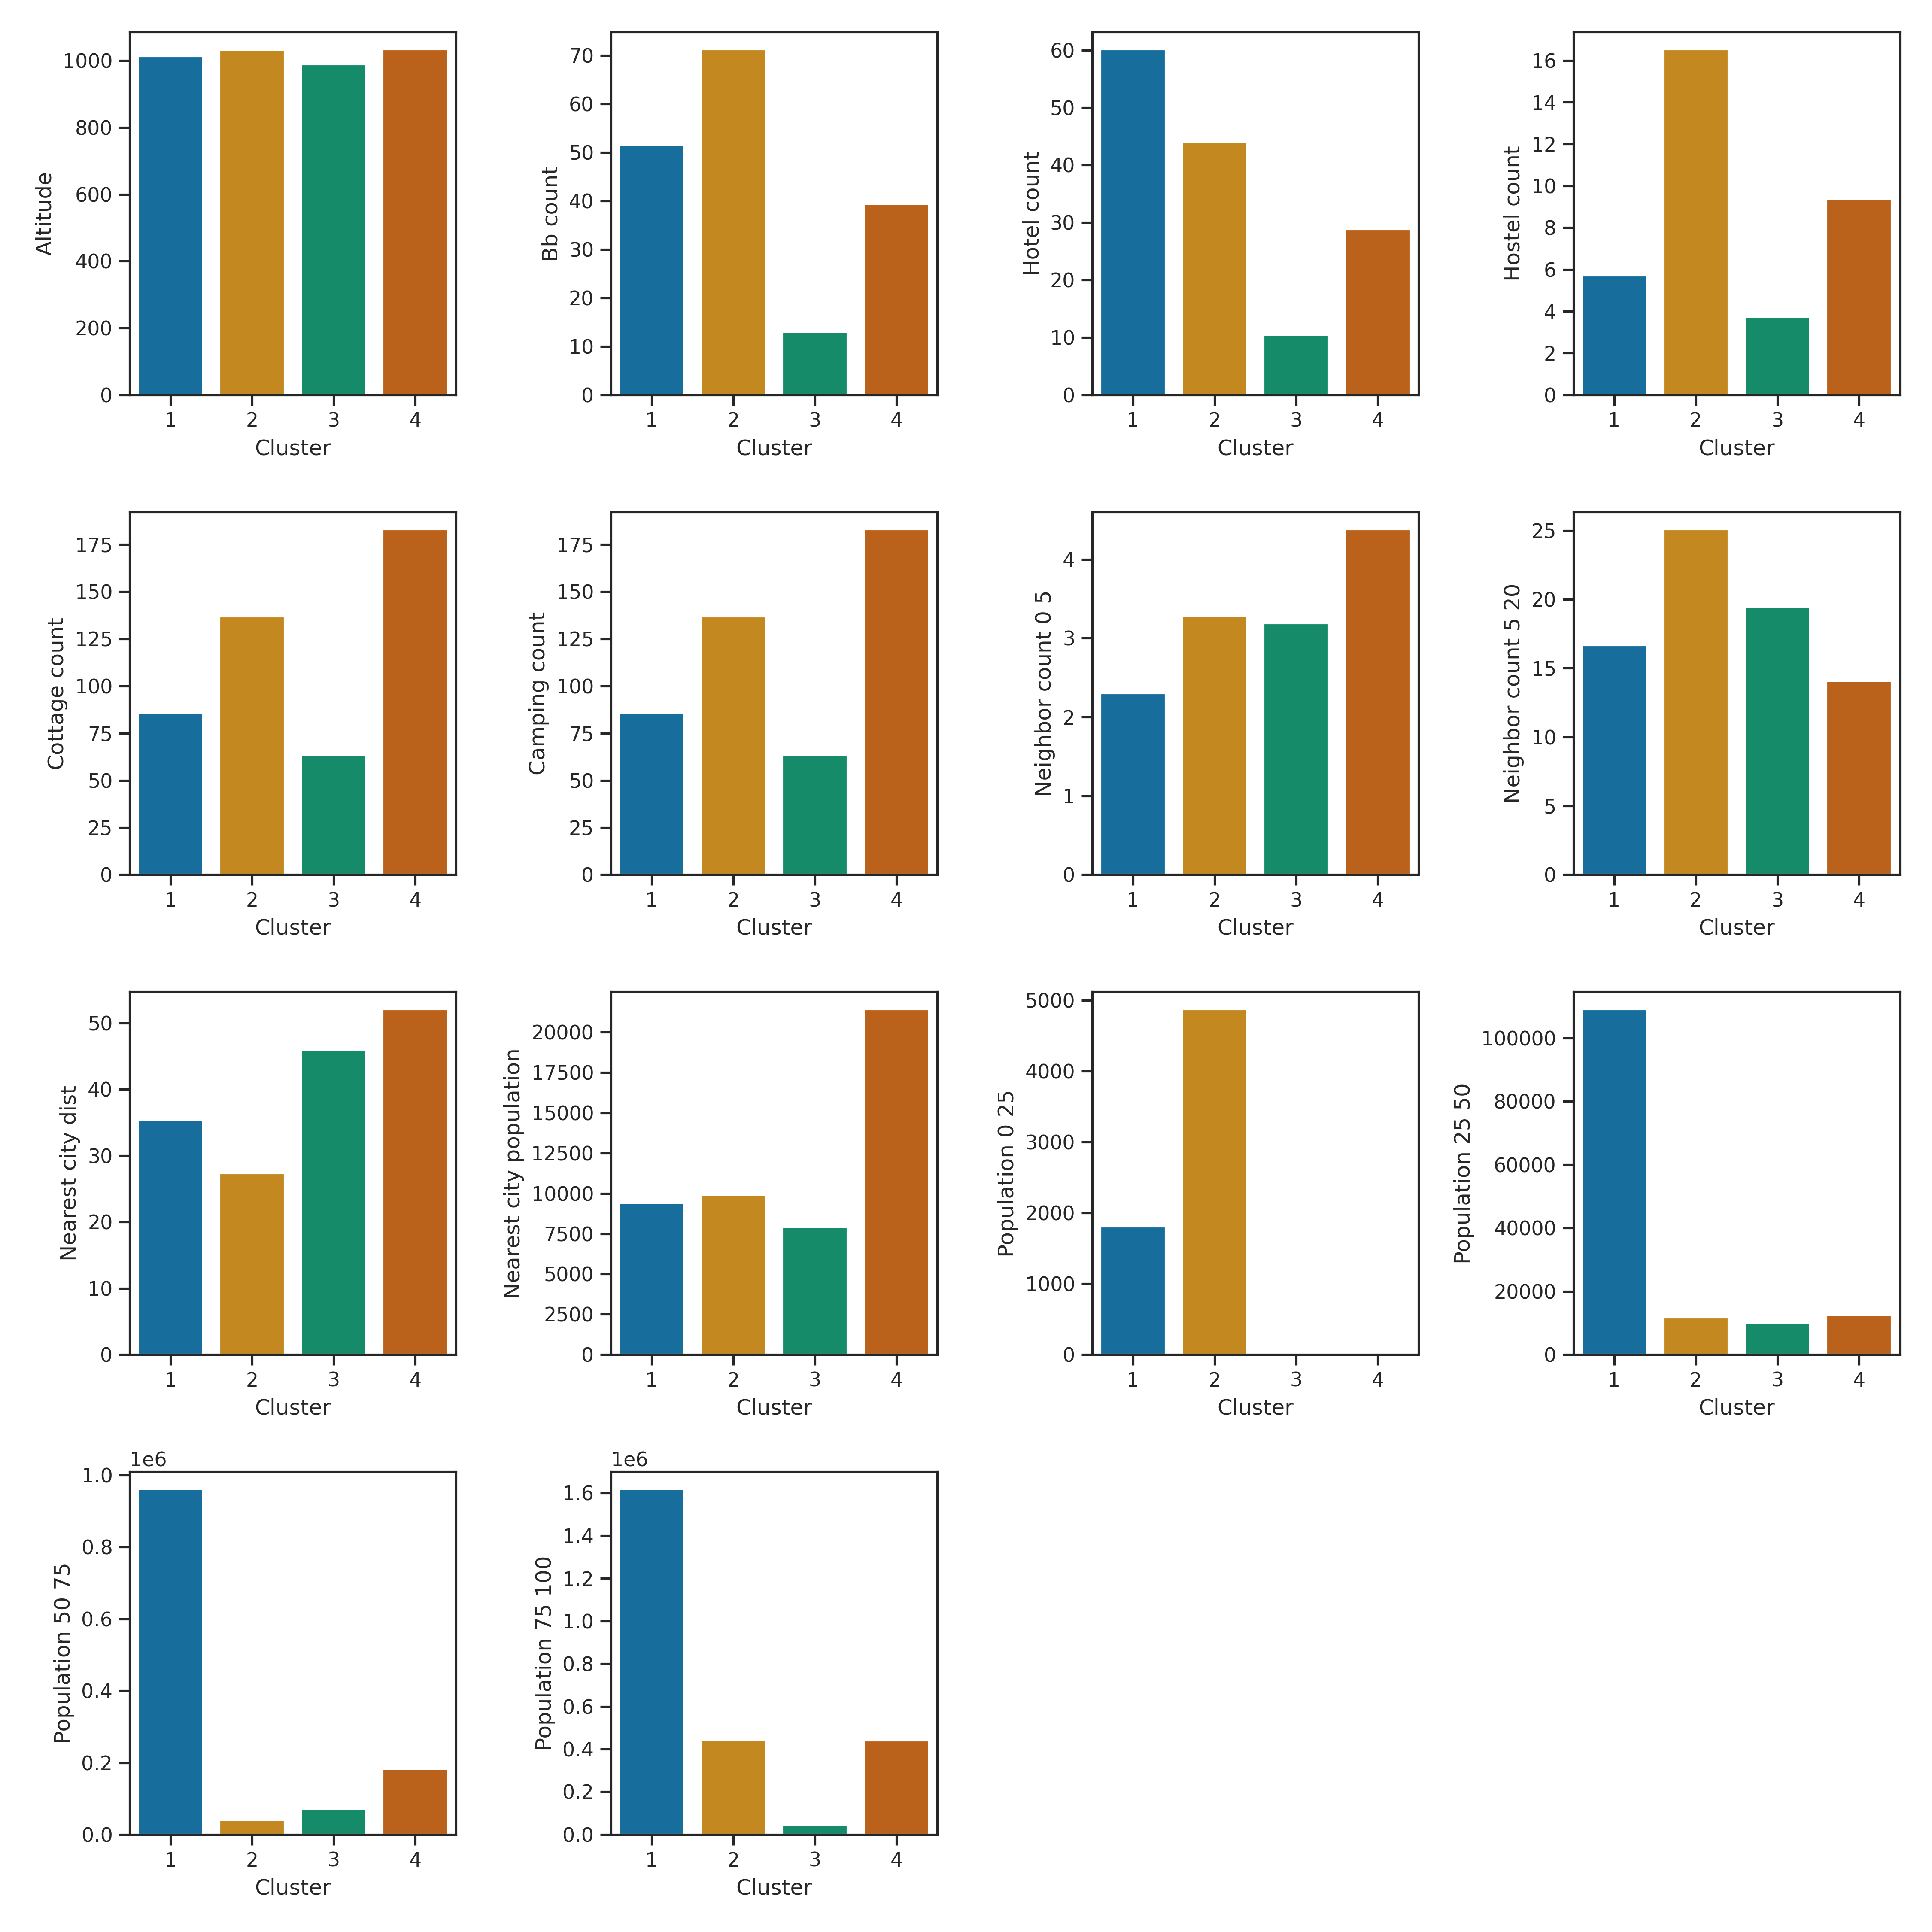 Altitude
1000
800
600
400
200
0
1 2 3 4
Cluster
Bb count
70
60
50
40
30
20
10
0
1 2 3 4
Cluster
Hotel count
60
50
40
30
20
10
0
1 2 3 4
Cluster
Hostel count
16
14
12
10
8
6
4
2
0
1 2 3 4
Cluster
Cottage count
175
150
125
100
75
50
25
0
1 2 3 4
Cluster
Camping count
175
150
125
100
75
50
25
0
1 2 3 4
Cluster
Neighbor count 0 5
4
3
2
1
0
1 2 3 4
Cluster
Neighbor count 5 20
25
20
15
10
5
0
1 2 3 4
Cluster
Nearest city dist
50
40
30
20
10
0
1 2 3 4
Cluster
Nearest city population
20000
17500
15000
12500
10000
7500
5000
2500
0
1 2 3 4
Cluster
Population 0 25
5000
4000
3000
2000
1000
0
1 2 3 4
Cluster
Population 25 50
100000
80000
60000
40000
20000
0
1 2 3 4
Cluster
1e6
Population 50 75
1.0
0.8
0.6
0.4
0.2
0.0
1 2 3 4
Cluster
1e6
Population 75 100
1.6
1.4
1.2
1.0
0.8
0.6
0.4
0.2
0.0
1 2 3 4
Cluster